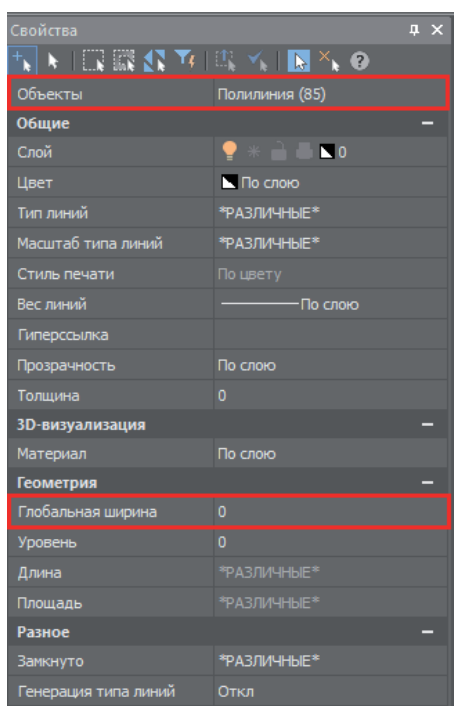 Свойства
Объекты Полилиния (85)
Общие
Слой 0
Цвет По слою
Тип линий *РАЗЛИЧНЫЕ*
Масштаб типа линий *РАЗЛИЧНЫЕ*
Стиль печати По цвету
Вес линий По слою
Гиперссылка
Прозрачность По слою
Толщина 0
3D-визуализация
Материал По слою
Геометрия
Глобальная ширина 0
Уровень 0
Длина *РАЗЛИЧНЫЕ*
Площадь *РАЗЛИЧНЫЕ*
Разное
Замкнуто *РАЗЛИЧНЫЕ*
Генерация типа линий Откл